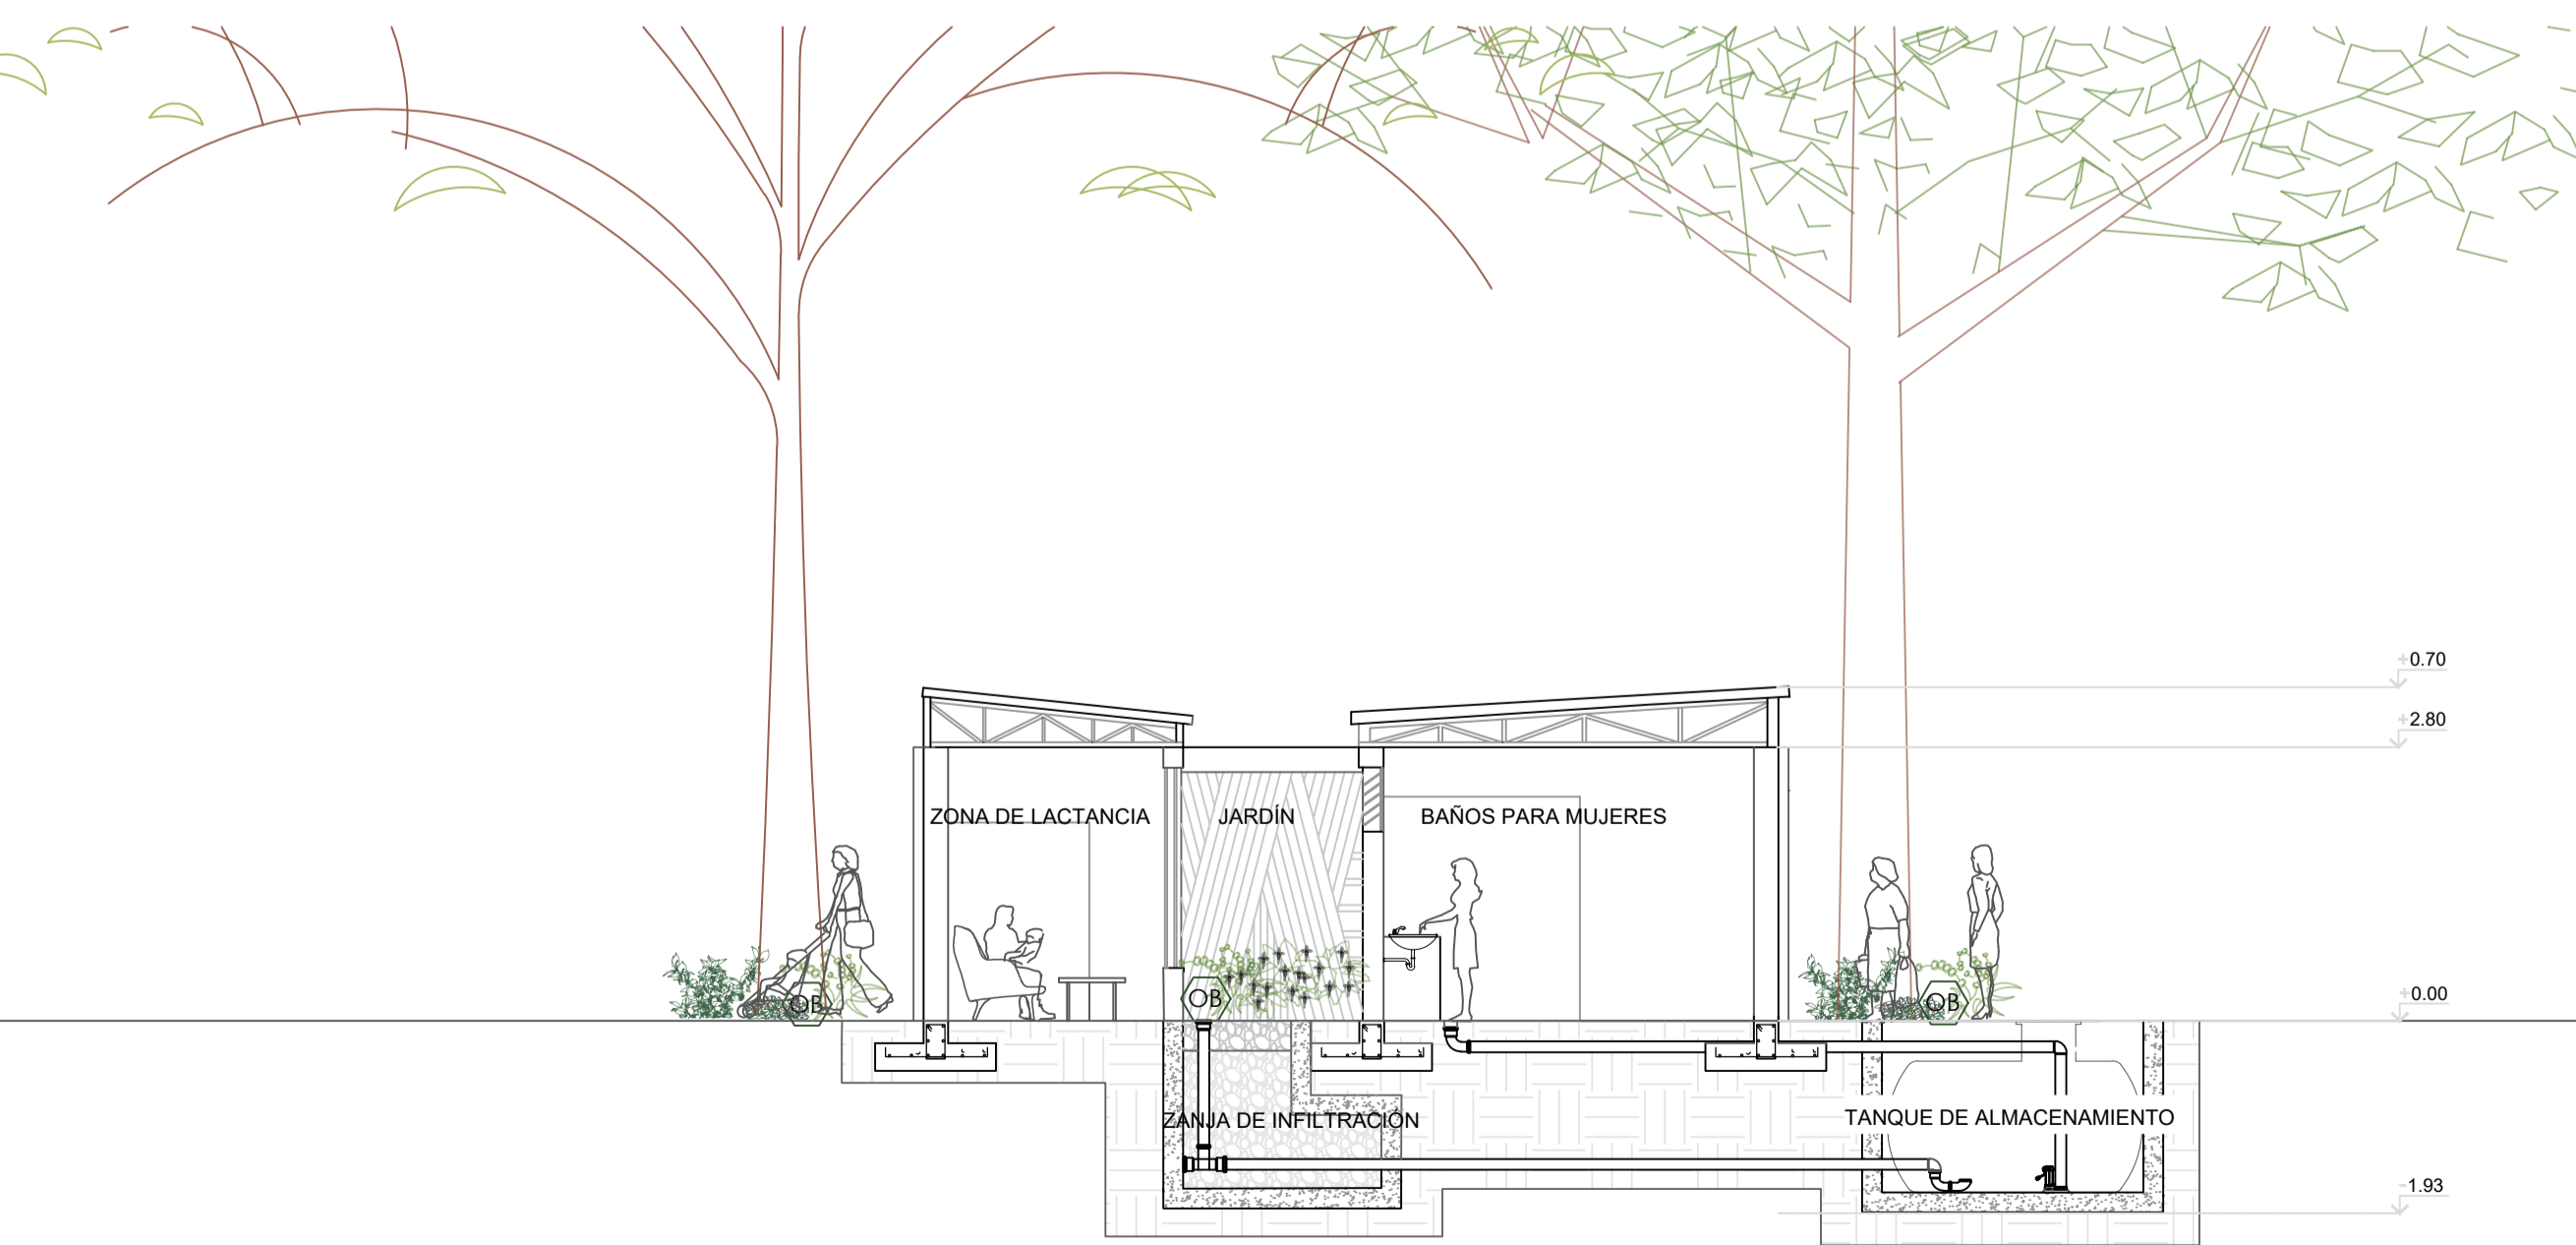 +0.70
+2.80
ZONA DE LACTANCIA
JARDÍN
BAÑOS PARA MUJERES
OB
OB
OB
+0.00
ZANJA DE INFILTRACIÓN
TANQUE DE ALMACENAMIENTO
-1.93